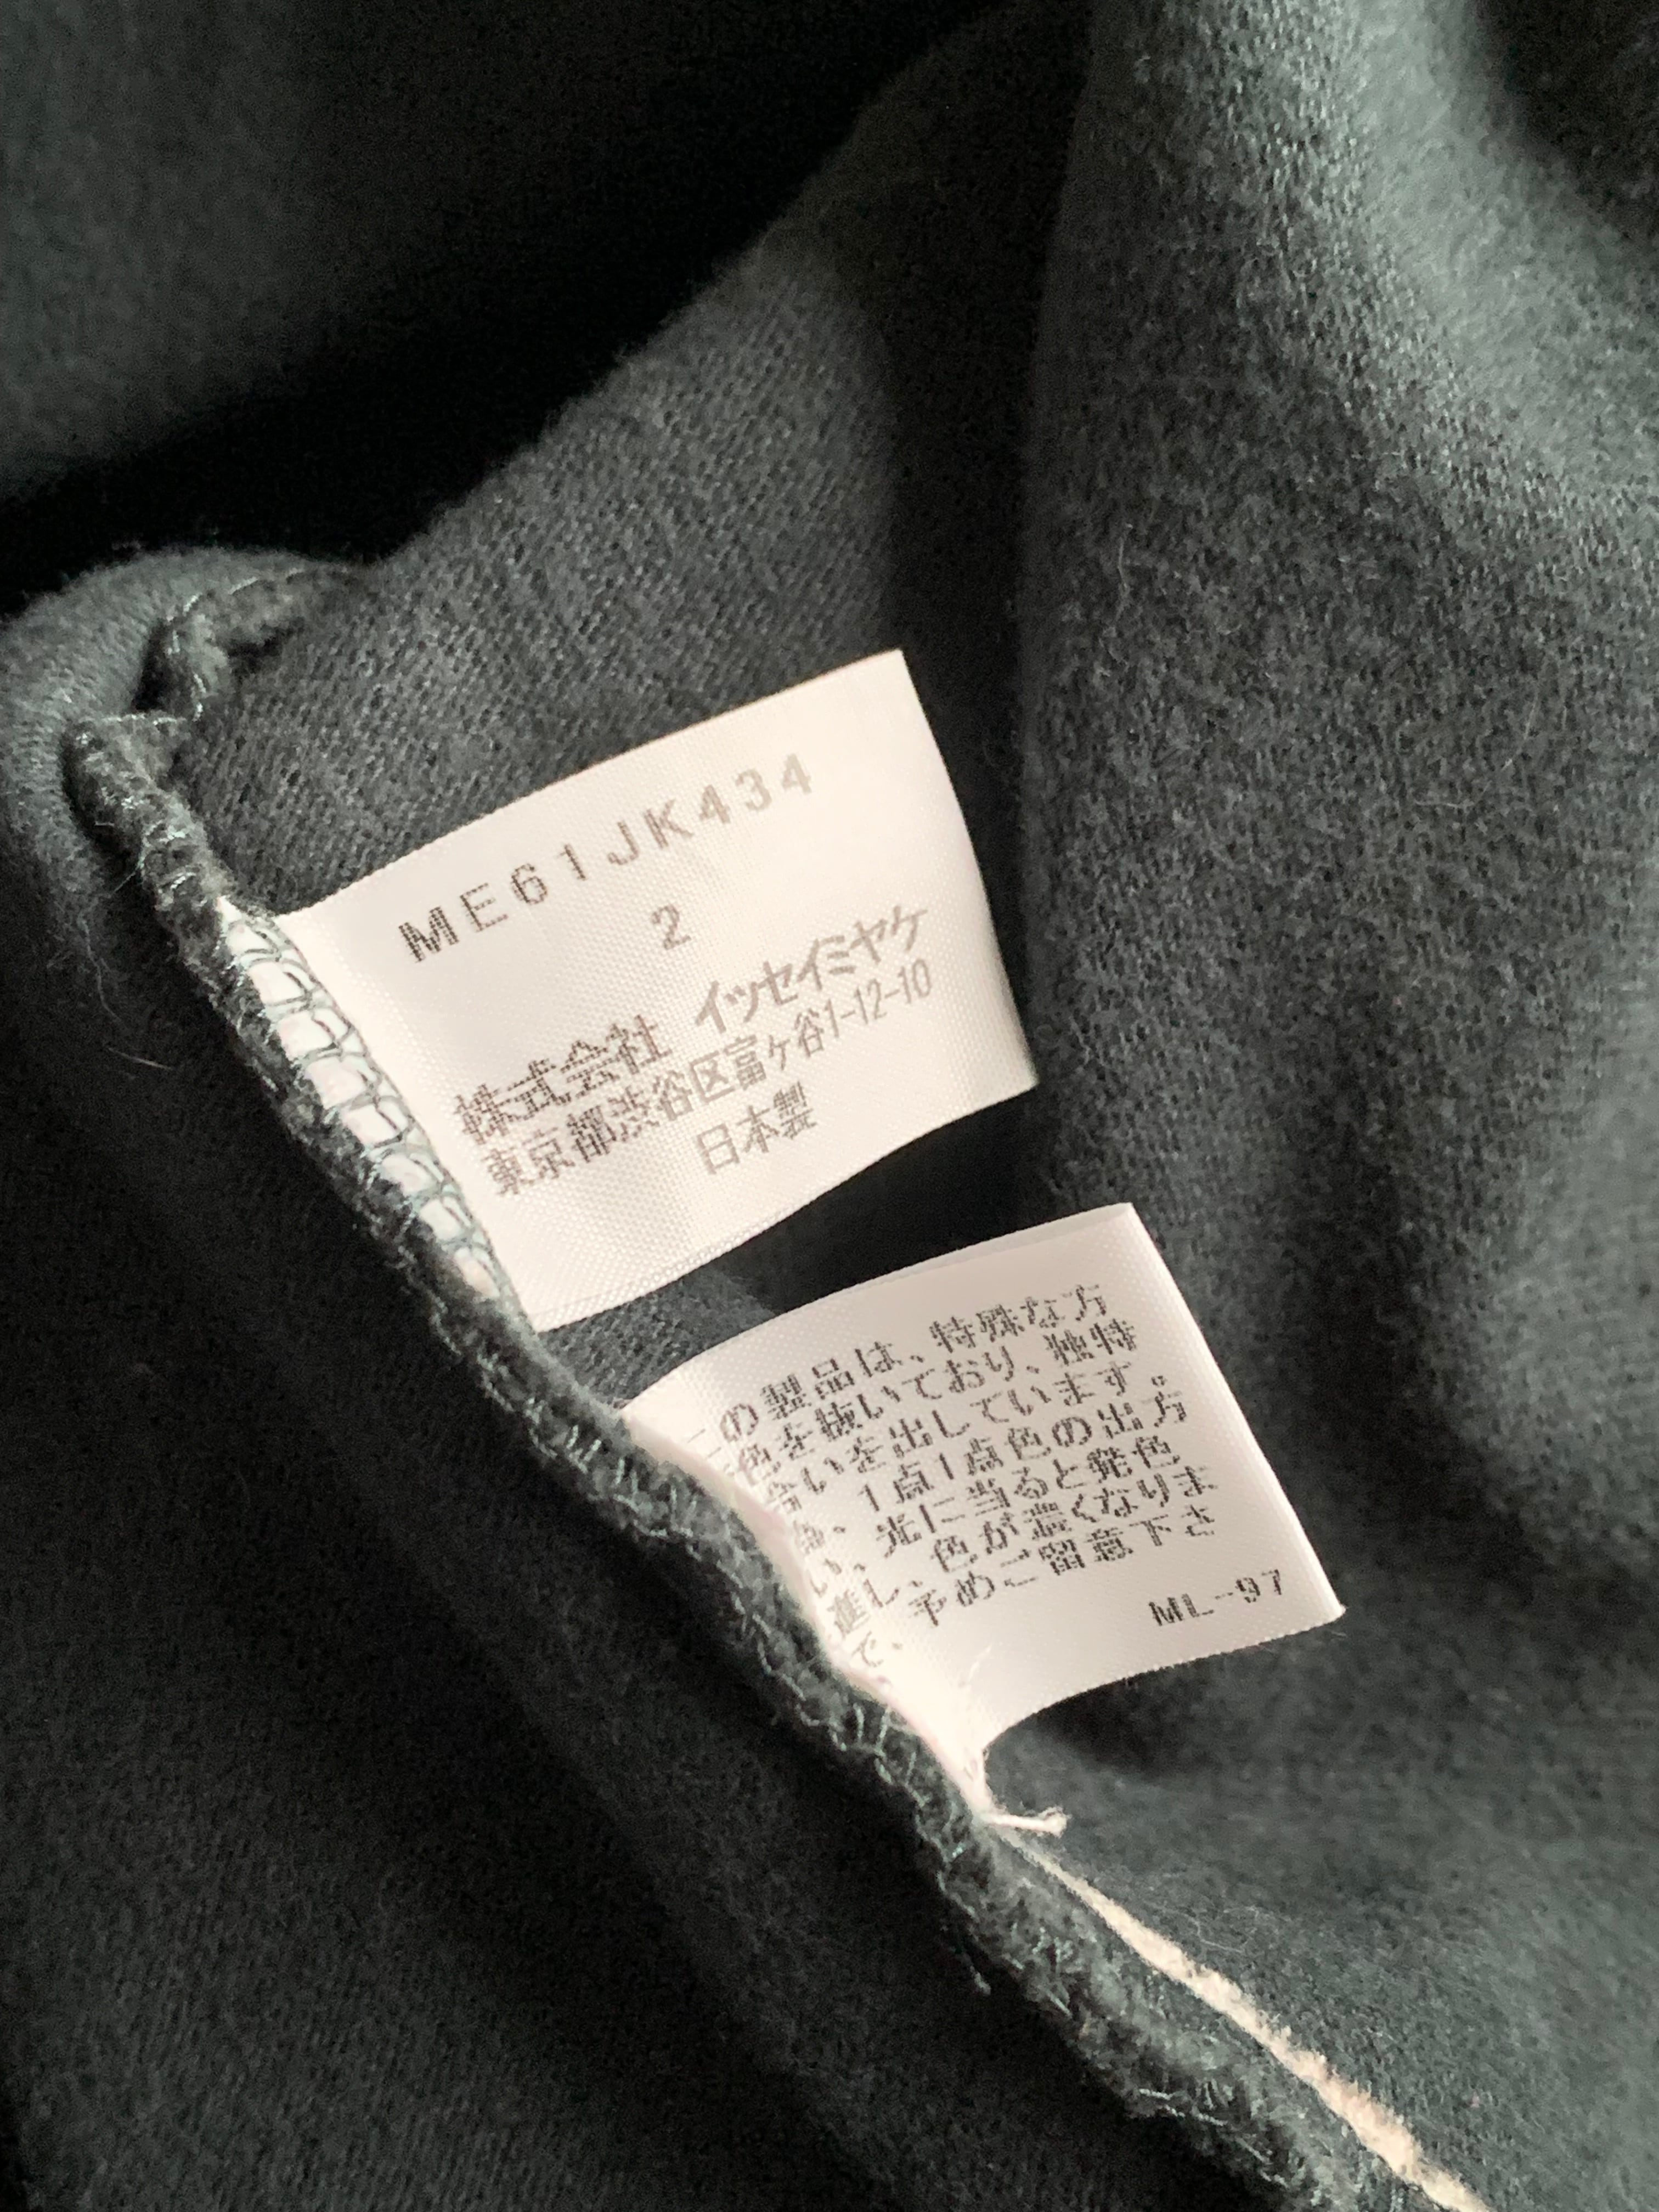 ME61JK434
2
株式会社 イッセイミヤケ
東京都渋谷区富ヶ谷1-12-10
日本製
の製品は、特殊な方
色を抜いており、独特
合いを出しています。
、1点1点色の出方
い、光に当ると発色
進し、色が濃くなりま
で、予めご留意下さ
ML-97